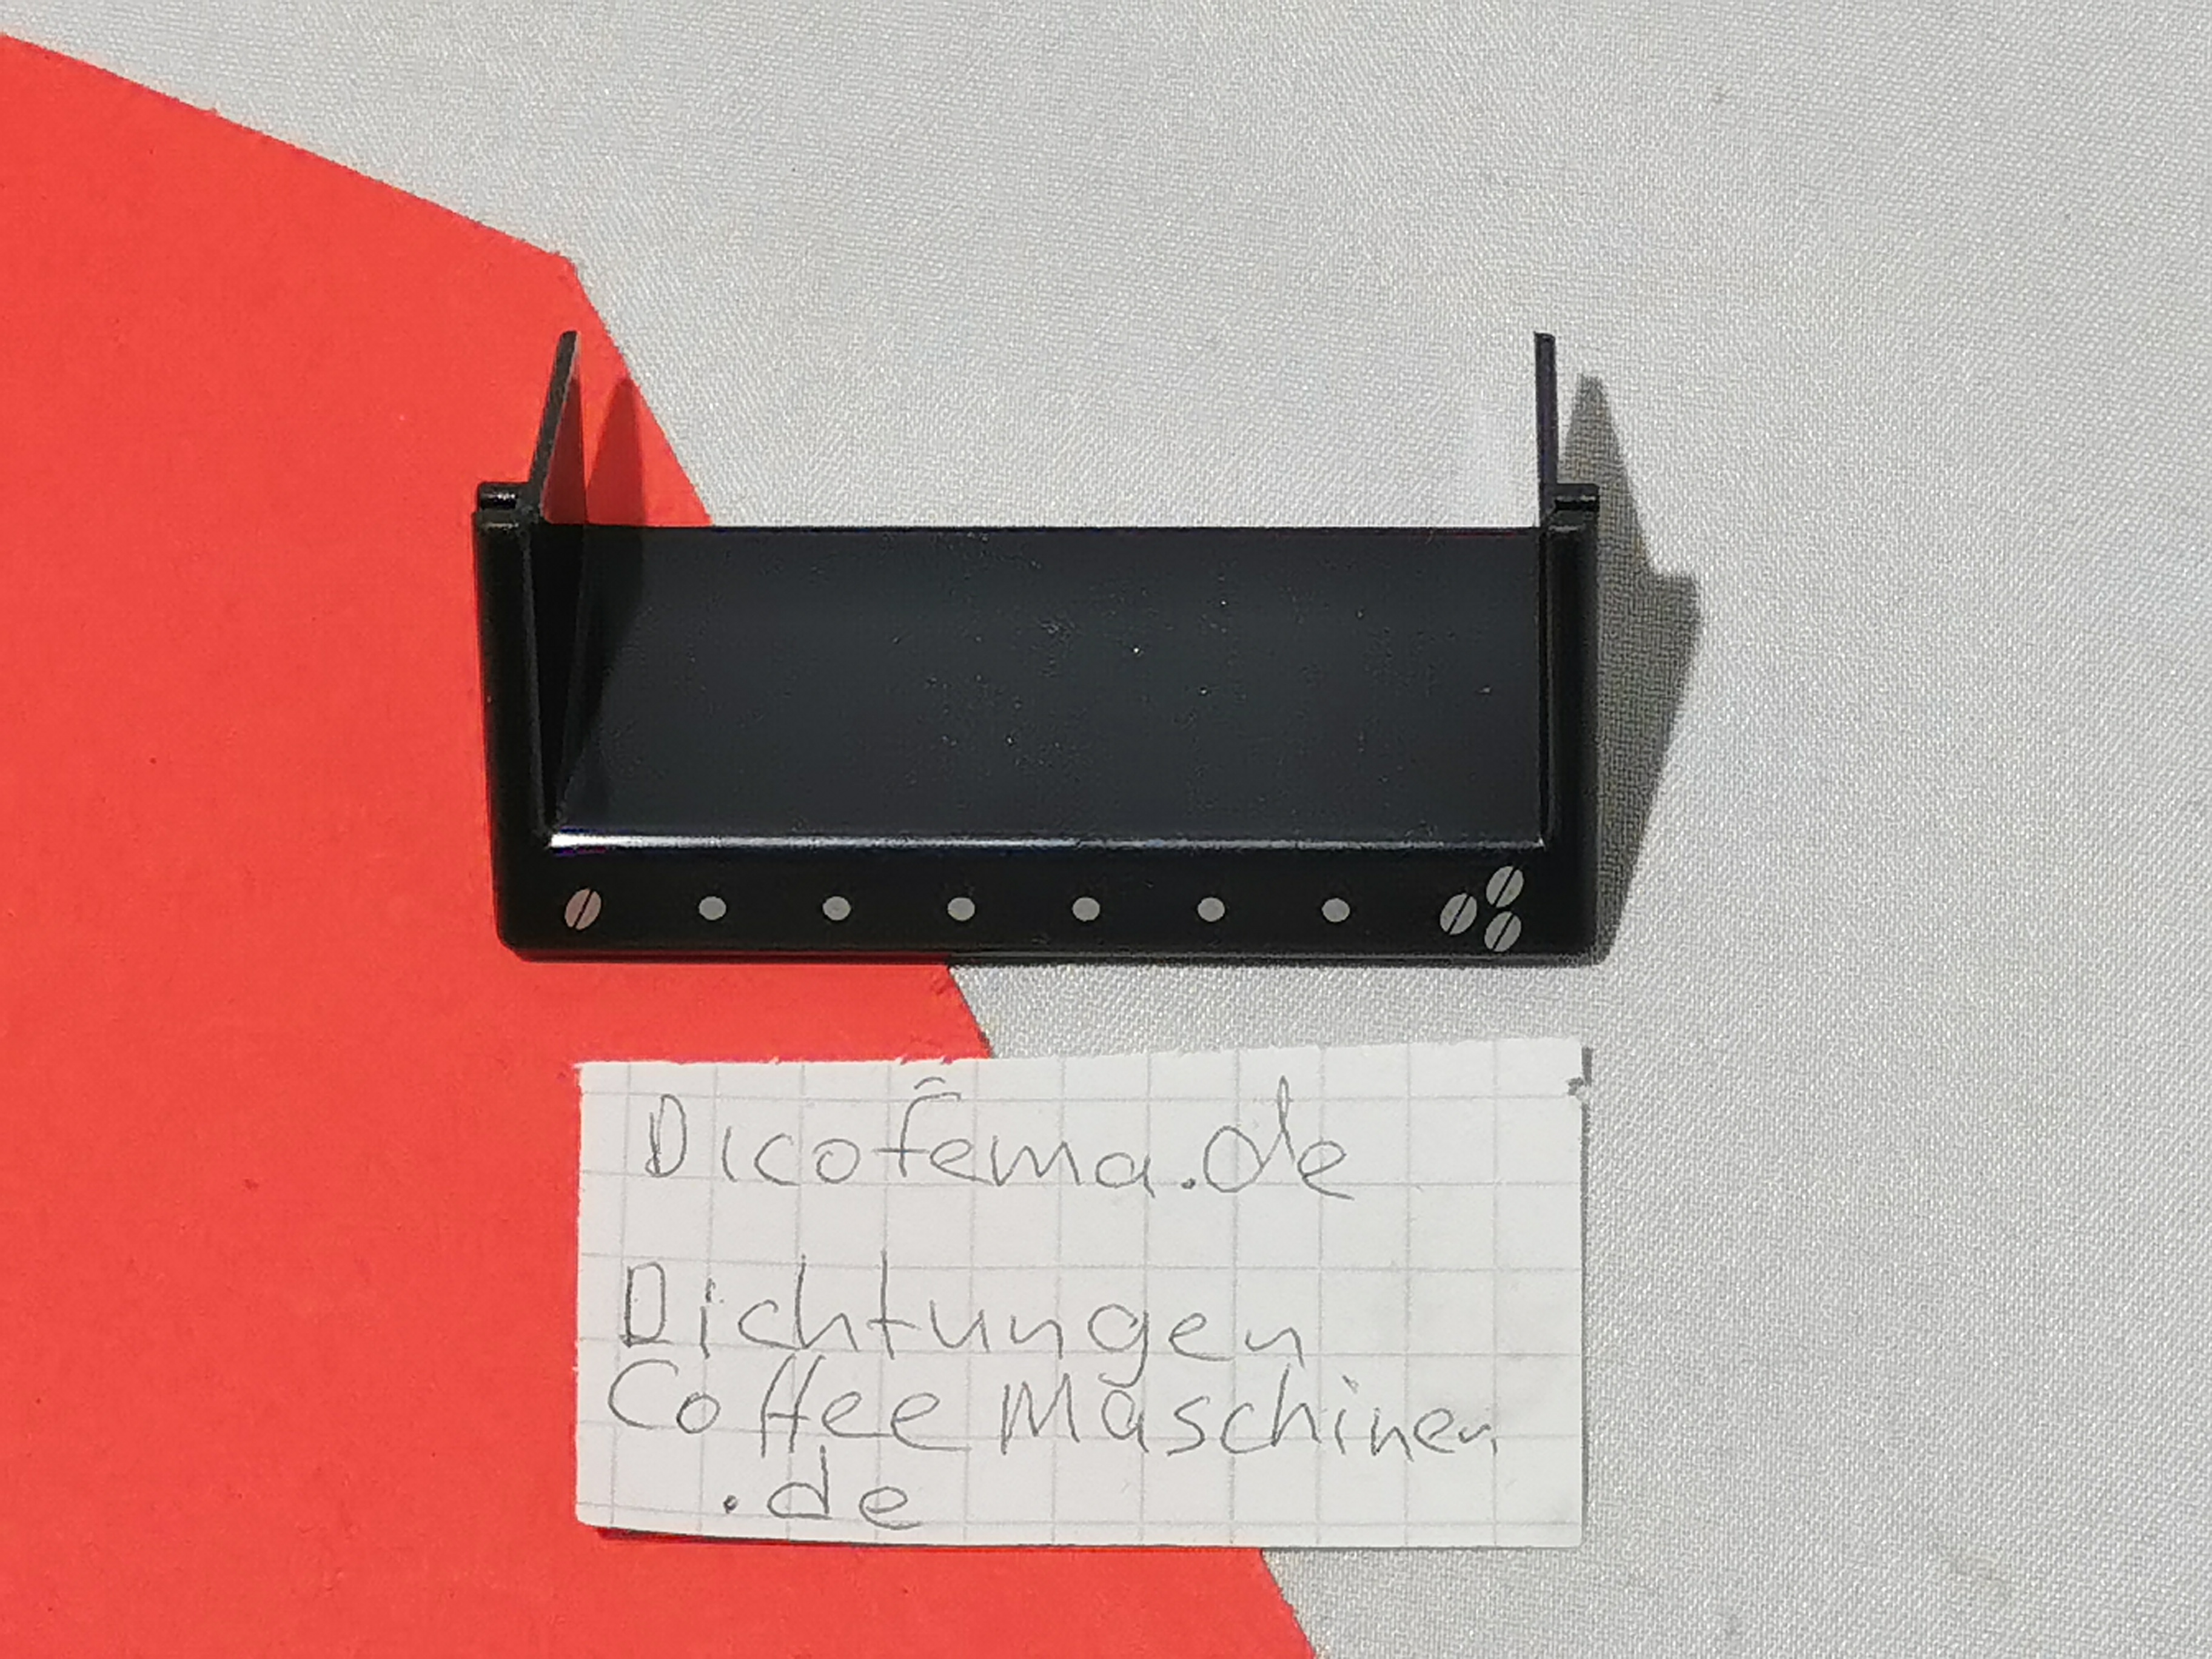 Dicofema.de
Dichtungen
Coffee Maschinen
.de